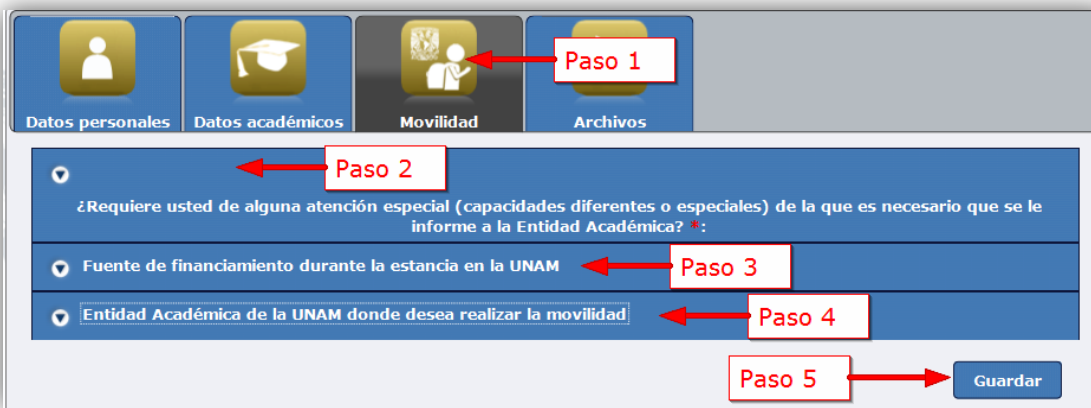 Paso 1
Datos personales
Datos académicos
Movilidad
Archivos
Paso 2
¿Requiere usted de alguna atención especial (capacidades diferentes o especiales) de la que es necesario que se le
informe a la Entidad Académica? *:
Fuente de financiamiento durante la estancia en la UNAM
Paso 3
Entidad Académica de la UNAM donde desea realizar la movilidad
Paso 4
Paso 5
Guardar